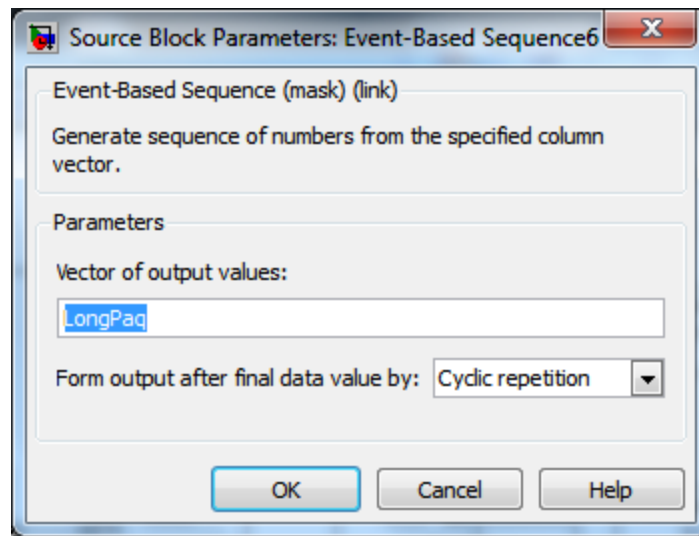 Source Block Parameters: Event-Based Sequence6
X
Event-Based Sequence (mask) (link)
Generate sequence of numbers from the specified column
vector.
Parameters
Vector of output values:
LongPaq
Form output after final data value by: Cyclic repetition
OK Cancel Help